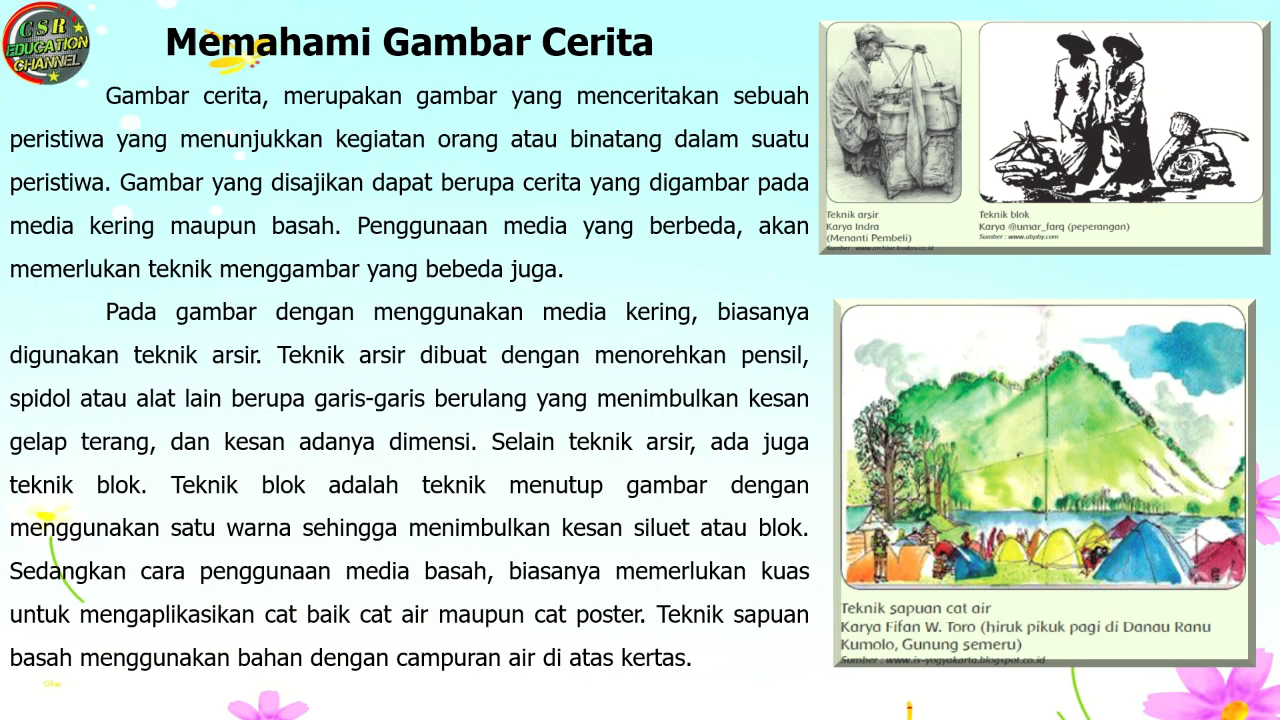 CSR
EDUCATION
CHANNEL
Memahami Gambar Cerita
Gambar cerita, merupakan gambar yang menceritakan sebuah
peristiwa yang menunjukkan kegiatan orang atau binatang dalam suatu
peristiwa. Gambar yang disajikan dapat berupa cerita yang digambar pada
media kering maupun basah. Penggunaan media yang berbeda, akan
memerlukan teknik menggambar yang bebeda juga.
Pada gambar dengan menggunakan media kering, biasanya
digunakan teknik arsir. Teknik arsir dibuat dengan menorehkan pensil,
spidol atau alat lain berupa garis-garis berulang yang menimbulkan kesan
gelap terang, dan kesan adanya dimensi. Selain teknik arsir, ada juga
teknik blok. Teknik blok adalah teknik menutup gambar dengan
menggunakan satu warna sehingga menimbulkan kesan siluet atau blok.
Sedangkan cara penggunaan media basah, biasanya memerlukan kuas
untuk mengaplikasikan cat baik cat air maupun cat poster. Teknik sapuan
basah menggunakan bahan dengan campuran air di atas kertas.
Teknik arsir
Karya Indra
(Menanti Pembeli)
Sumber : www.archive.kaskus.co.id
Teknik blok
Karya @umar_farq (peperangan)
Sumber : www.abphy.com
Teknik sapuan cat air
Karya Fifan W. Toro (hiruk pikuk pagi di Danau Ranu
Kumolo, Gunung semeru)
Sumber : www.is-yogyakarta.blogspot.co.id